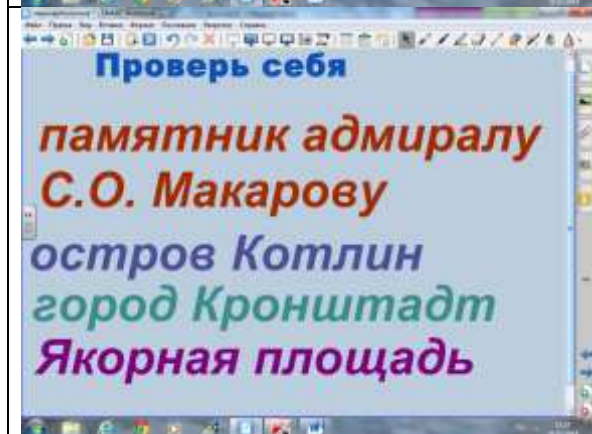 Проверь себя
памятник адмиралу
С.О. Макарову
остров Котлин
город Кронштадт
Якорная площадь